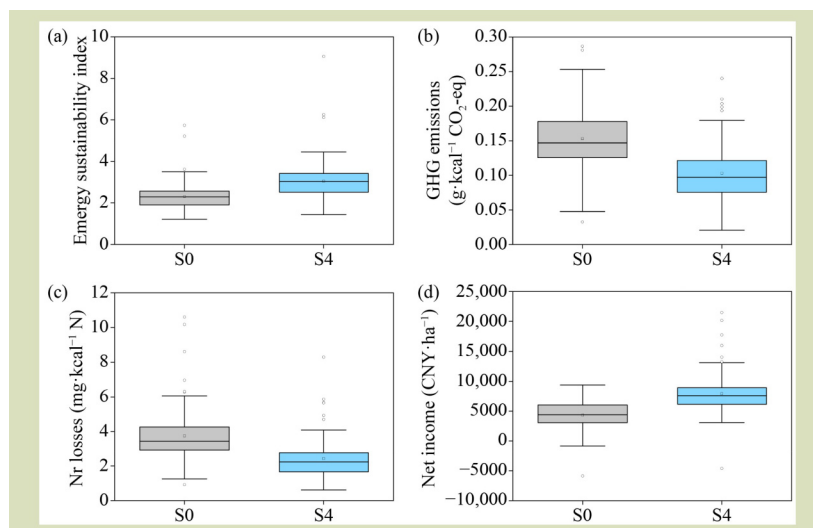 (a)
Emergy sustainability index
10
8
6
4
2
0
S0 S4
(b)
GHG emissions
(g·kcal⁻¹ CO₂-eq)
0.30
0.25
0.20
0.15
0.10
0.05
0.00
S0 S4
(c)
Nr losses (mg·kcal⁻¹ N)
12
10
8
6
4
2
0
S0 S4
(d)
Net income (CNY·ha⁻¹)
25,000
20,000
15,000
10,000
5000
0
−5000
−10,000
S0 S4